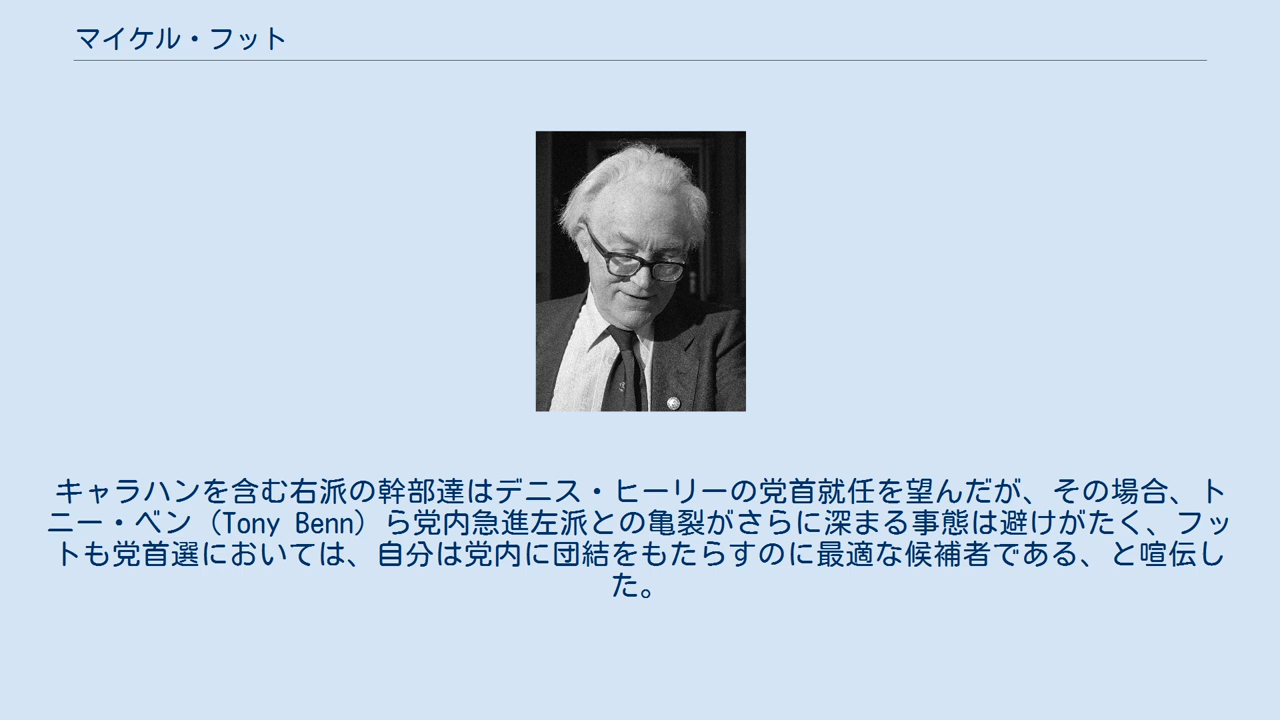 マイケル・フット
キャラハンを含む右派の幹部達はデニス・ヒーリーの党首就任を望んだが、その場合、ト
ニー・ベン（Tony Benn）ら党内急進左派との亀裂がさらに深まる事態は避けがたく、フッ
トも党首選においては、自分は党内に団結をもたらすのに最適な候補者である、と喧伝し
た。